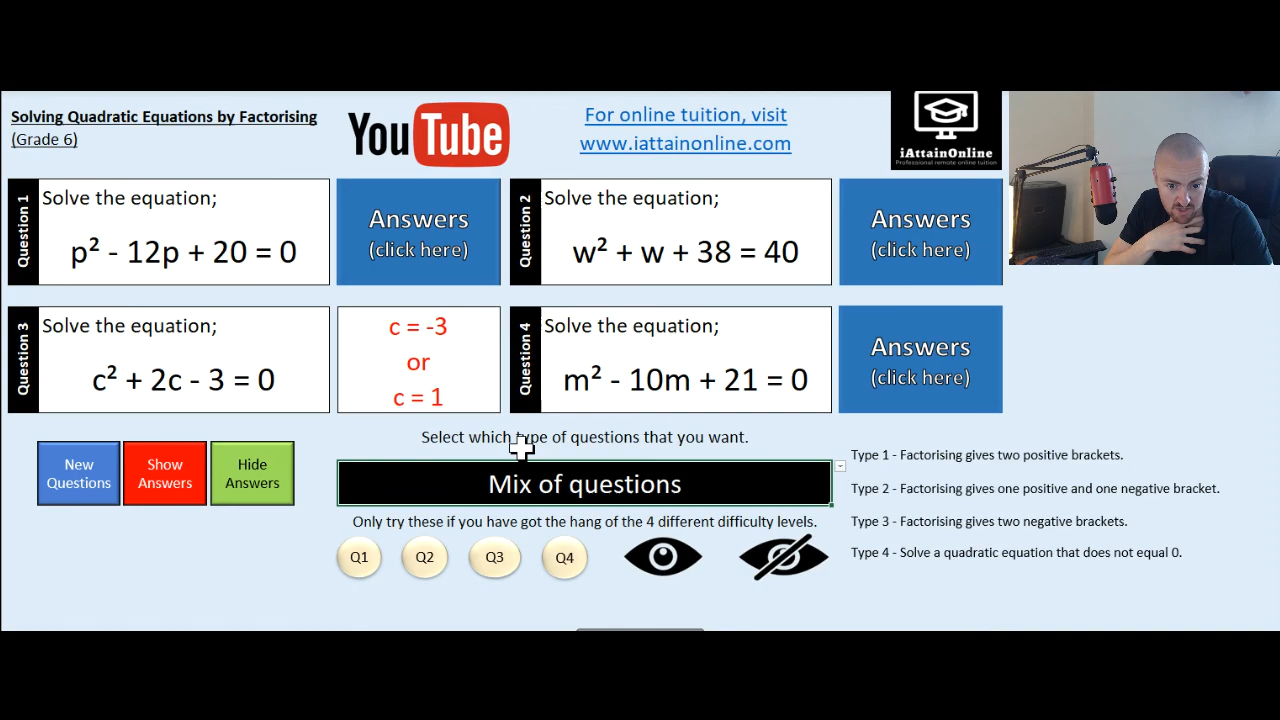 Solving Quadratic Equations by Factorising
(Grade 6)
YouTube
For online tuition, visit
www.iattainonline.com
iAttainOnline
Professional remote online tuition
Question 1
Solve the equation;
p² - 12p + 20 = 0
Answers
(click here)
Question 2
Solve the equation;
w² + w + 38 = 40
Answers
(click here)
Question 3
Solve the equation;
c² + 2c - 3 = 0
c = -3
or
c = 1
Question 4
Solve the equation;
m² - 10m + 21 = 0
Answers
(click here)
New
Questions
Show
Answers
Hide
Answers
Select which type of questions that you want.
Mix of questions
Only try these if you have got the hang of the 4 different difficulty levels.
Q1
Q2
Q3
Q4
Type 1 - Factorising gives two positive brackets.
Type 2 - Factorising gives one positive and one negative bracket.
Type 3 - Factorising gives two negative brackets.
Type 4 - Solve a quadratic equation that does not equal 0.